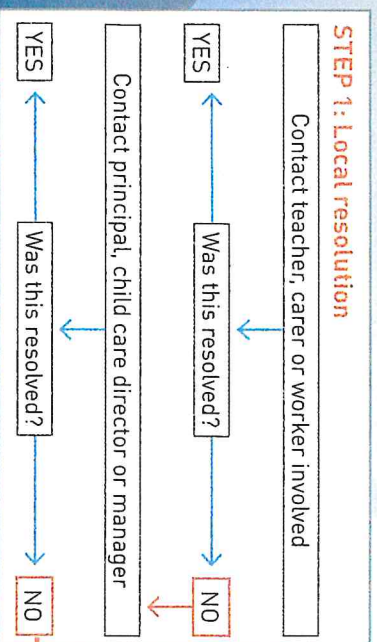 STEP 1: Local resolution
Contact teacher, carer or worker involved
Was this resolved?
YES
NO
Contact principal, child care director or manager
Was this resolved?
YES
NO